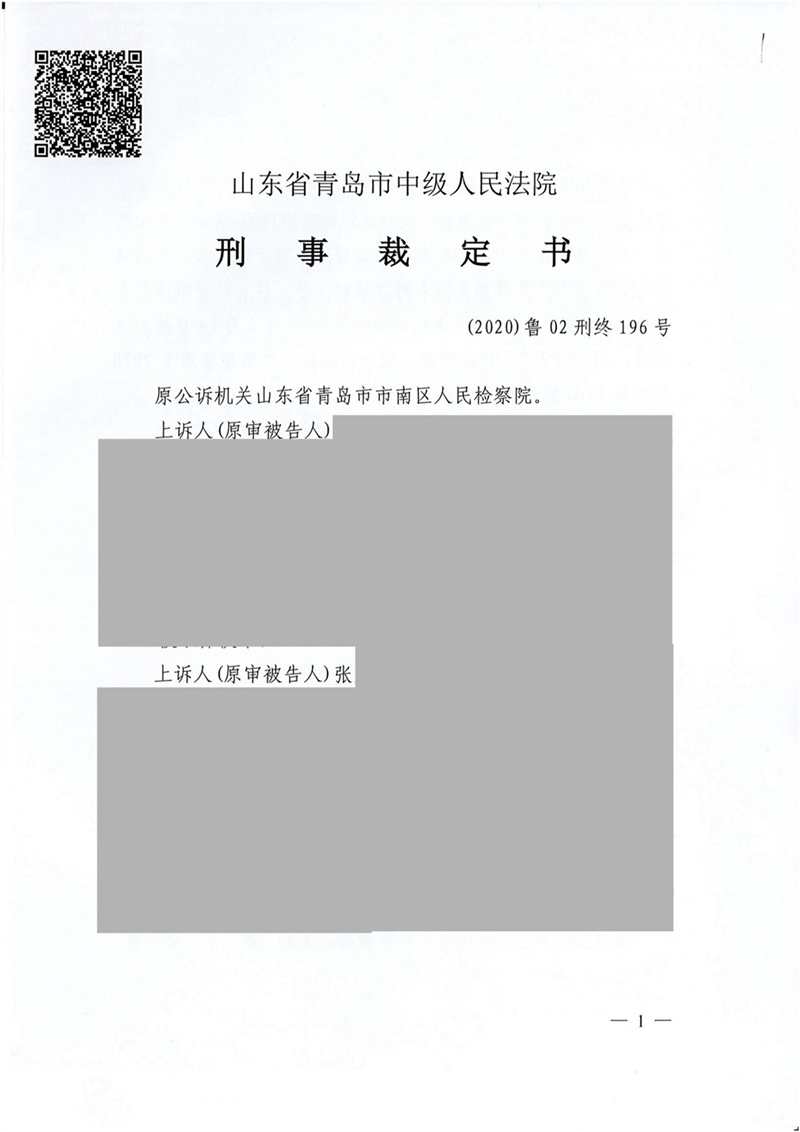 山东省青岛市中级人民法院
刑事裁定书
(2020)鲁02刑终196号
原公诉机关山东省青岛市市南区人民检察院。
上诉人(原审被告人)
上诉人(原审被告人)张
— 1 —